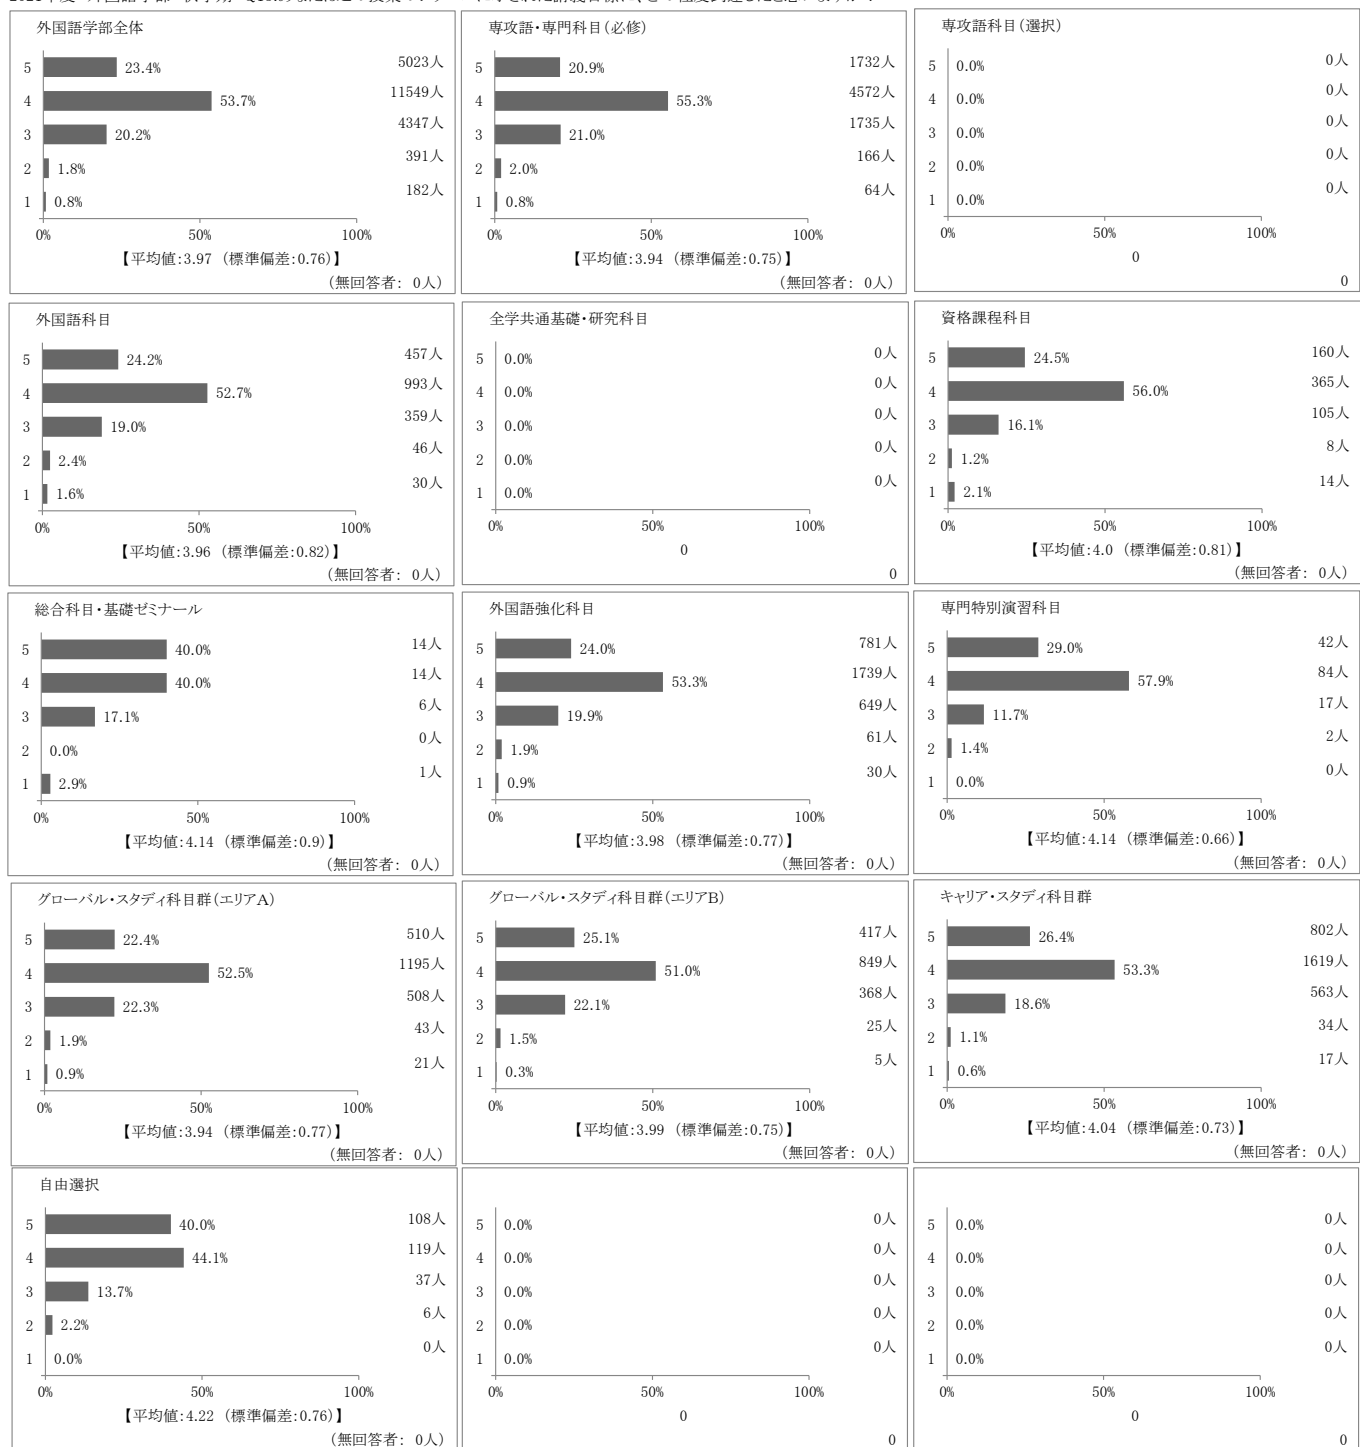 外国語学部全体
5 23.4% 5023人
4 53.7% 11549人
3 20.2% 4347人
2 1.8% 391人
1 0.8% 182人
0% 50% 100%
【平均値:3.97 (標準偏差:0.76)】
(無回答者: 0人)
専攻語・専門科目(必修)
5 20.9% 1732人
4 55.3% 4572人
3 21.0% 1735人
2 2.0% 166人
1 0.8% 64人
0% 50% 100%
【平均値:3.94 (標準偏差:0.75)】
(無回答者: 0人)
専攻語科目(選択)
5 0.0% 0人
4 0.0% 0人
3 0.0% 0人
2 0.0% 0人
1 0.0% 0人
0% 50% 100%
0
0
外国語科目
5 24.2% 457人
4 52.7% 993人
3 19.0% 359人
2 2.4% 46人
1 1.6% 30人
0% 50% 100%
【平均値:3.96 (標準偏差:0.82)】
(無回答者: 0人)
全学共通基礎・研究科目
5 0.0% 0人
4 0.0% 0人
3 0.0% 0人
2 0.0% 0人
1 0.0% 0人
0% 50% 100%
0
0
資格課程科目
5 24.5% 160人
4 56.0% 365人
3 16.1% 105人
2 1.2% 8人
1 2.1% 14人
0% 50% 100%
【平均値:4.0 (標準偏差:0.81)】
(無回答者: 0人)
総合科目・基礎ゼミナール
5 40.0% 14人
4 40.0% 14人
3 17.1% 6人
2 0.0% 0人
1 2.9% 1人
0% 50% 100%
【平均値:4.14 (標準偏差:0.9)】
(無回答者: 0人)
外国語強化科目
5 24.0% 781人
4 53.3% 1739人
3 19.9% 649人
2 1.9% 61人
1 0.9% 30人
0% 50% 100%
【平均値:3.98 (標準偏差:0.77)】
(無回答者: 0人)
専門特別演習科目
5 29.0% 42人
4 57.9% 84人
3 11.7% 17人
2 1.4% 2人
1 0.0% 0人
0% 50% 100%
【平均値:4.14 (標準偏差:0.66)】
(無回答者: 0人)
グローバル・スタディ科目群(エリアA)
5 22.4% 510人
4 52.5% 1195人
3 22.3% 508人
2 1.9% 43人
1 0.9% 21人
0% 50% 100%
【平均値:3.94 (標準偏差:0.77)】
(無回答者: 0人)
グローバル・スタディ科目群(エリアB)
5 25.1% 417人
4 51.0% 849人
3 22.1% 368人
2 1.5% 25人
1 0.3% 5人
0% 50% 100%
【平均値:3.99 (標準偏差:0.75)】
(無回答者: 0人)
キャリア・スタディ科目群
5 26.4% 802人
4 53.3% 1619人
3 18.6% 563人
2 1.1% 34人
1 0.6% 17人
0% 50% 100%
【平均値:4.04 (標準偏差:0.73)】
(無回答者: 0人)
自由選択
5 40.0% 108人
4 44.1% 119人
3 13.7% 37人
2 2.2% 6人
1 0.0% 0人
0% 50% 100%
【平均値:4.22 (標準偏差:0.76)】
(無回答者: 0人)
5 0.0% 0人
4 0.0% 0人
3 0.0% 0人
2 0.0% 0人
1 0.0% 0人
0% 50% 100%
0
0
5 0.0% 0人
4 0.0% 0人
3 0.0% 0人
2 0.0% 0人
1 0.0% 0人
0% 50% 100%
0
0